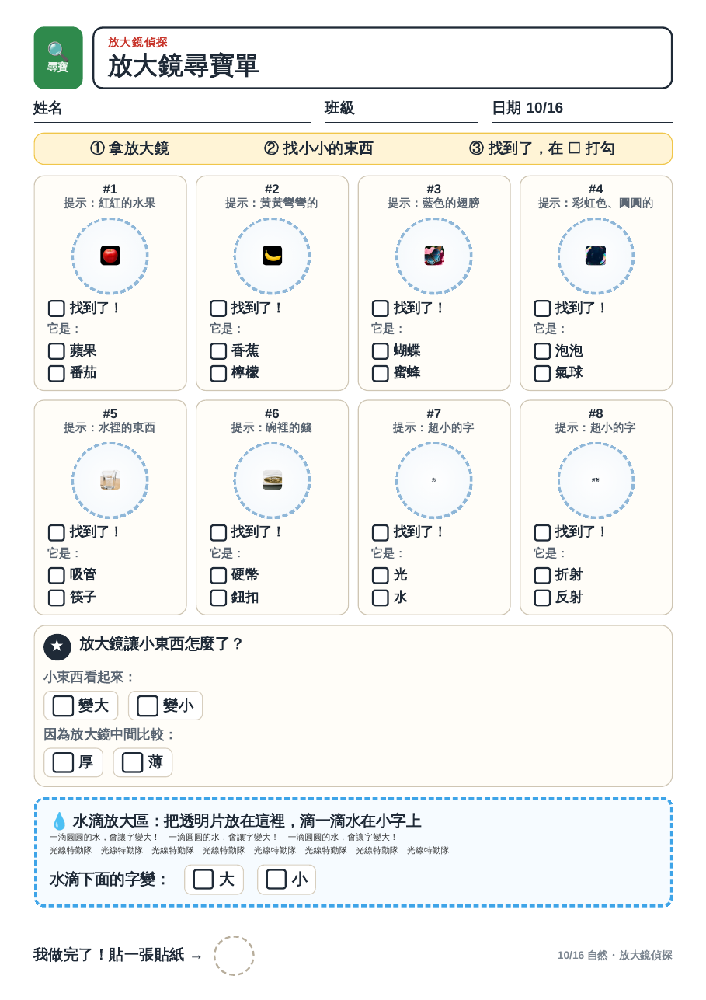 尋寶
放大鏡偵探
放大鏡尋寶單
姓名
班級
日期 10/16
① 拿放大鏡
② 找小小的東西
③ 找到了，在 ☐ 打勾
#1
提示：紅紅的水果
找到了！
它是：
蘋果
番茄
#2
提示：黃黃彎彎的
找到了！
它是：
香蕉
檸檬
#3
提示：藍色的翅膀
找到了！
它是：
蝴蝶
蜜蜂
#4
提示：彩虹色、圓圓的
找到了！
它是：
泡泡
氣球
#5
提示：水裡的東西
找到了！
它是：
吸管
筷子
#6
提示：碗裡的錢
找到了！
它是：
硬幣
鈕扣
#7
提示：超小的字
光
找到了！
它是：
光
水
#8
提示：超小的字
折射
找到了！
它是：
折射
反射
★ 放大鏡讓小東西怎麼了？
小東西看起來：
變大 變小
因為放大鏡中間比較：
厚 薄
水滴放大區：把透明片放在這裡，滴一滴水在小字上
一滴圓圓的水，會讓字變大！ 一滴圓圓的水，會讓字變大！ 一滴圓圓的水，會讓字變大！
光線特勤隊 光線特勤隊 光線特勤隊 光線特勤隊 光線特勤隊 光線特勤隊 光線特勤隊 光線特勤隊
水滴下面的字變： 大 小
我做完了！貼一張貼紙 →
10/16 自然 · 放大鏡偵探